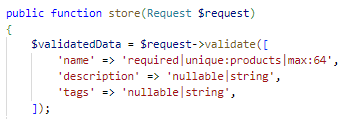 public function store(Request $request)
{
    $validatedData = $request->validate([
        'name' => 'required|unique:products|max:64',
        'description' => 'nullable|string',
        'tags' => 'nullable|string',
    ]);